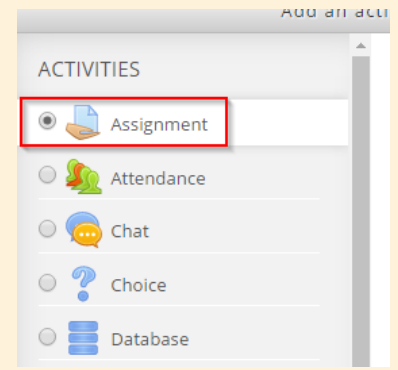 Add an acti
ACTIVITIES
Assignment
Attendance
Chat
Choice
Database